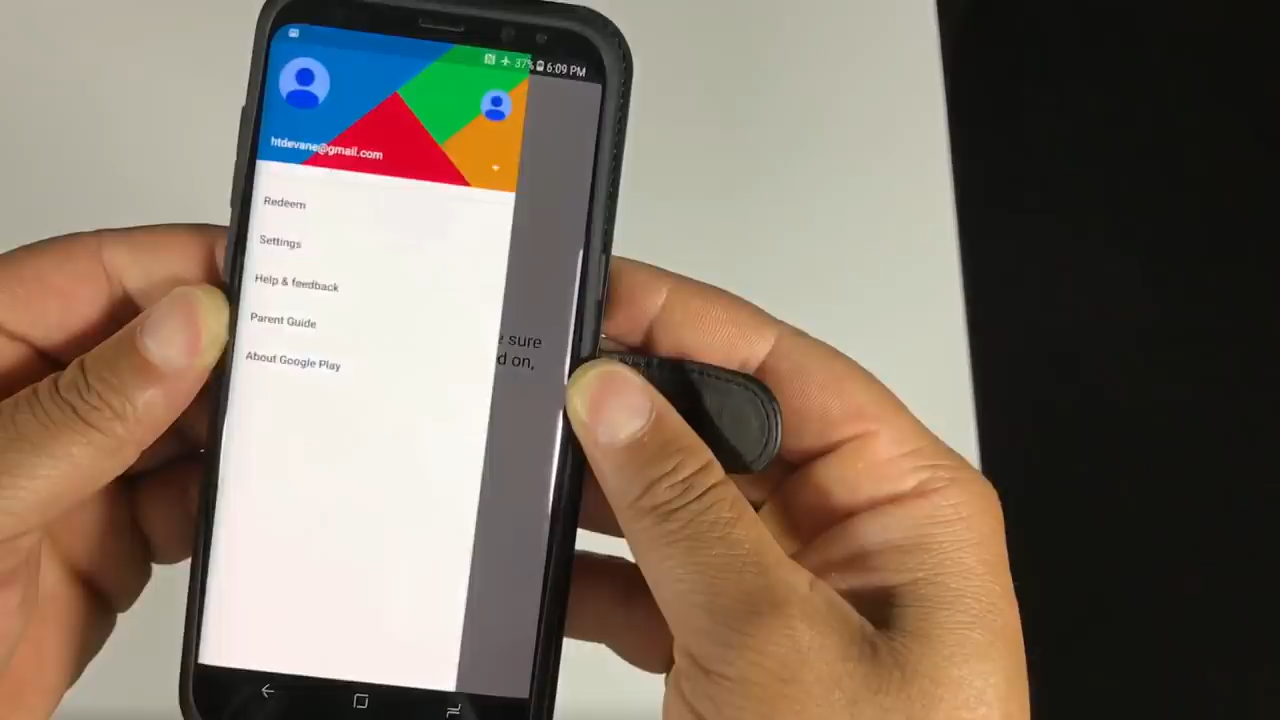 37% 6:09 PM
htdevane@gmail.com
Redeem
Settings
Help & feedback
Parent Guide
About Google Play
sure
d on,